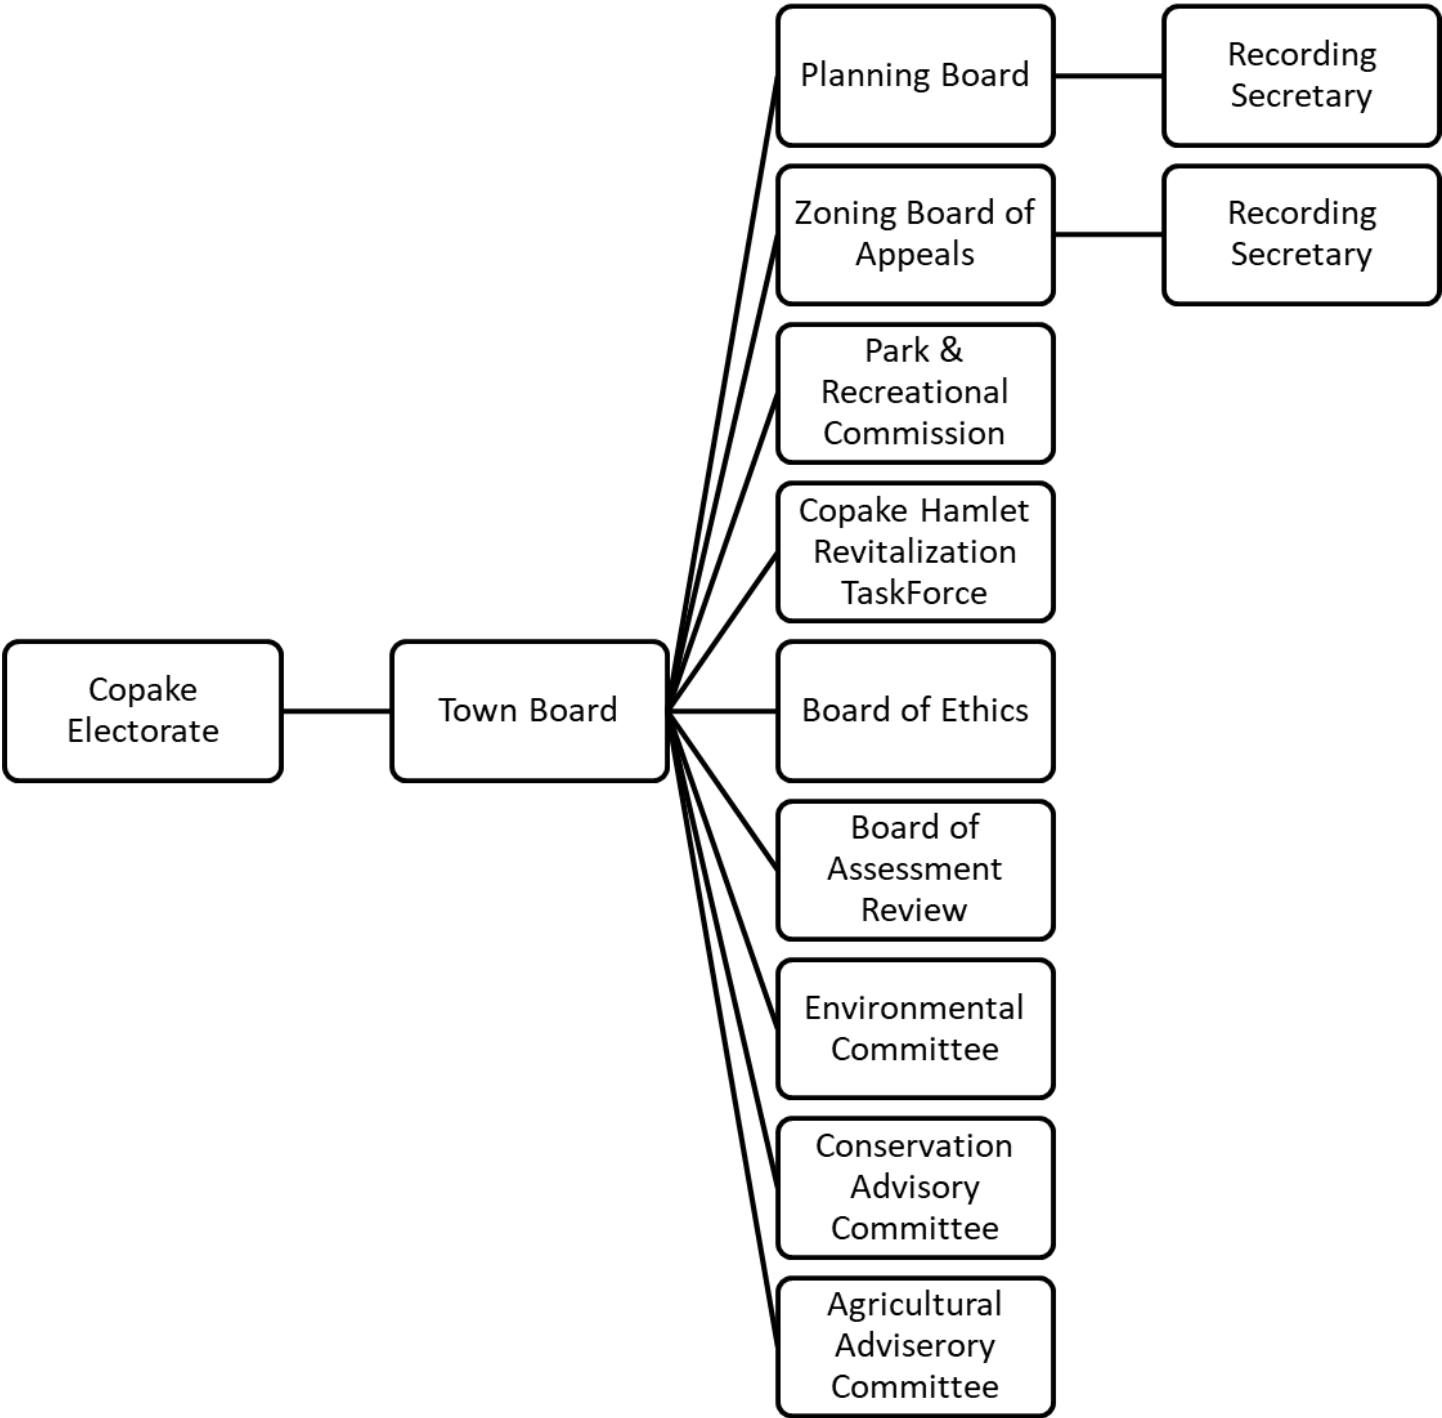 Copake
Electorate
Town Board
Planning Board
Recording
Secretary
Zoning Board of
Appeals
Recording
Secretary
Park &
Recreational
Commission
Copake Hamlet
Revitalization
TaskForce
Board of Ethics
Board of
Assessment
Review
Environmental
Committee
Conservation
Advisory
Committee
Agricultural
Adviserory
Committee